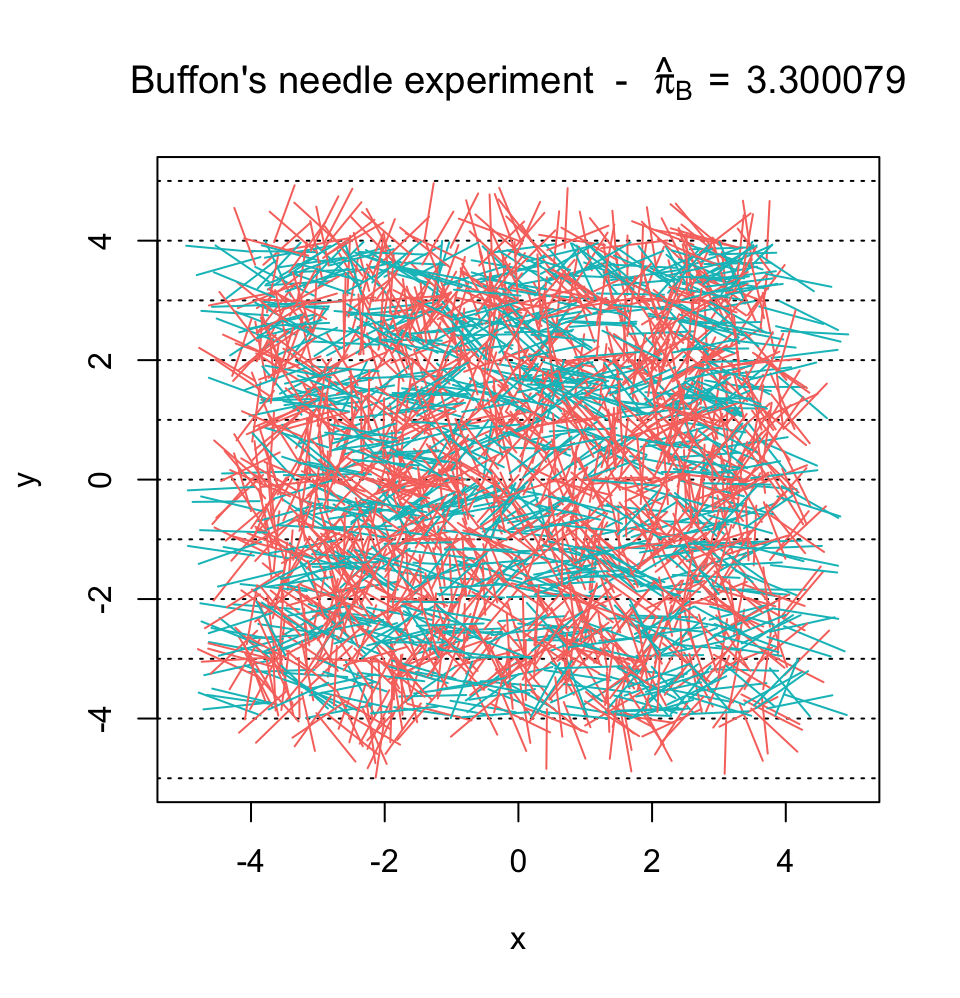 Buffon's needle experiment - π̂B = 3.300079
4
2
0
-2
-4
y
-4 -2 0 2 4
x